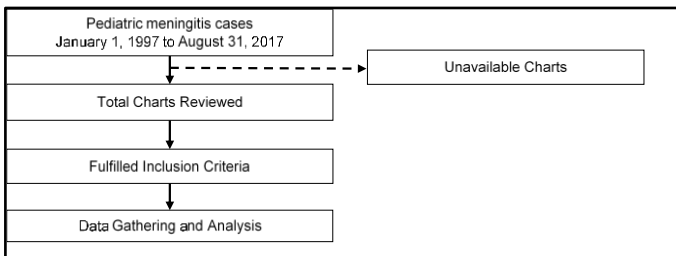 Pediatric meningitis cases
January 1, 1997 to August 31, 2017
Unavailable Charts
Total Charts Reviewed
Fulfilled Inclusion Criteria
Data Gathering and Analysis